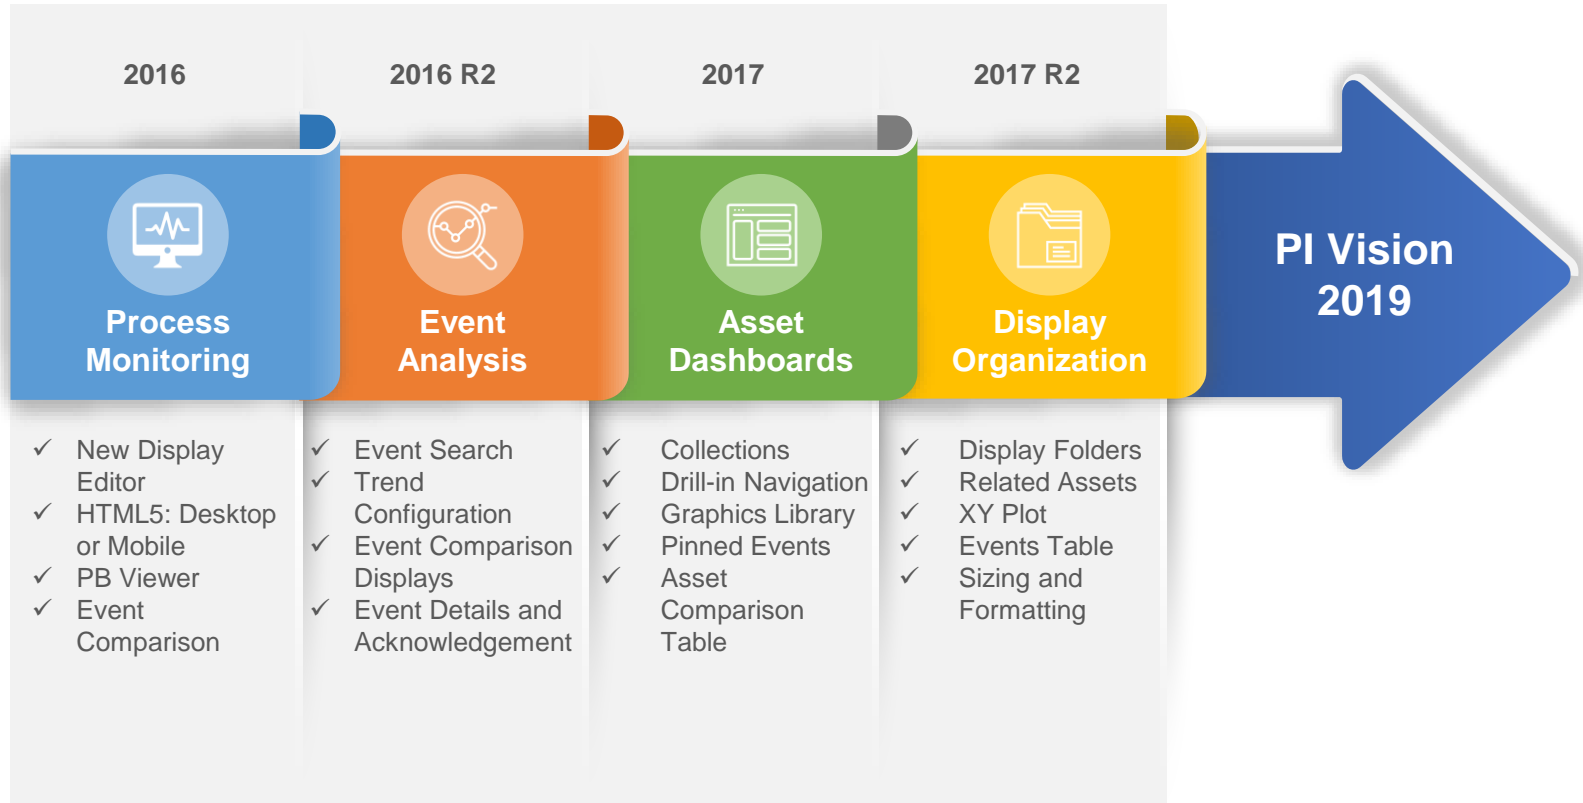 2016
2016 R2
2017
2017 R2
Process
Monitoring
Event
Analysis
Asset
Dashboards
Display
Organization
PI Vision
2019
✓ New Display
Editor
✓ HTML5: Desktop
or Mobile
✓ PB Viewer
✓ Event
Comparison
✓ Event Search
✓ Trend
Configuration
✓ Event Comparison
Displays
✓ Event Details and
Acknowledgement
✓ Collections
✓ Drill-in Navigation
✓ Graphics Library
✓ Pinned Events
✓ Asset
Comparison
Table
✓ Display Folders
✓ Related Assets
✓ XY Plot
✓ Events Table
✓ Sizing and
Formatting